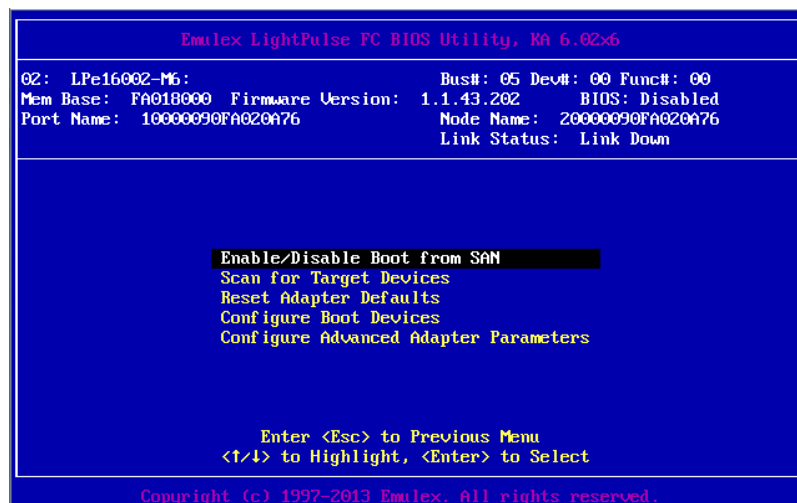 Emulex LightPulse FC BIOS Utility, KA 6.02x6
02: LPe16002-M6: Bus#: 05 Dev#: 00 Func#: 00
Mem Base: FA018000 Firmware Version: 1.1.43.202 BIOS: Disabled
Port Name: 10000090FA020A76 Node Name: 20000090FA020A76
Link Status: Link Down
Enable/Disable Boot from SAN
Scan for Target Devices
Reset Adapter Defaults
Configure Boot Devices
Configure Advanced Adapter Parameters
Enter <Esc> to Previous Menu
<↑/↓> to Highlight, <Enter> to Select
Copyright (c) 1997-2013 Emulex. All rights reserved.